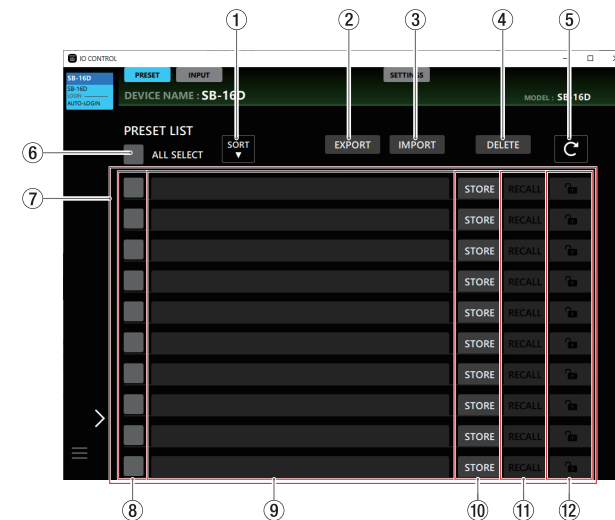 ① ② ③ ④ ⑤
IO CONTROL
SB-16D
SB-16D
LOGIN
AUTO-LOGIN
PRESET INPUT SETTINGS
DEVICE NAME : SB-16D MODEL : SB-16D
PRESET LIST
⑥ ALL SELECT SORT ▼ EXPORT IMPORT DELETE
⑦
STORE RECALL
STORE RECALL
STORE RECALL
STORE RECALL
STORE RECALL
STORE RECALL
STORE RECALL
STORE RECALL
STORE RECALL
STORE RECALL
⑧ ⑨ ⑩ ⑪ ⑫